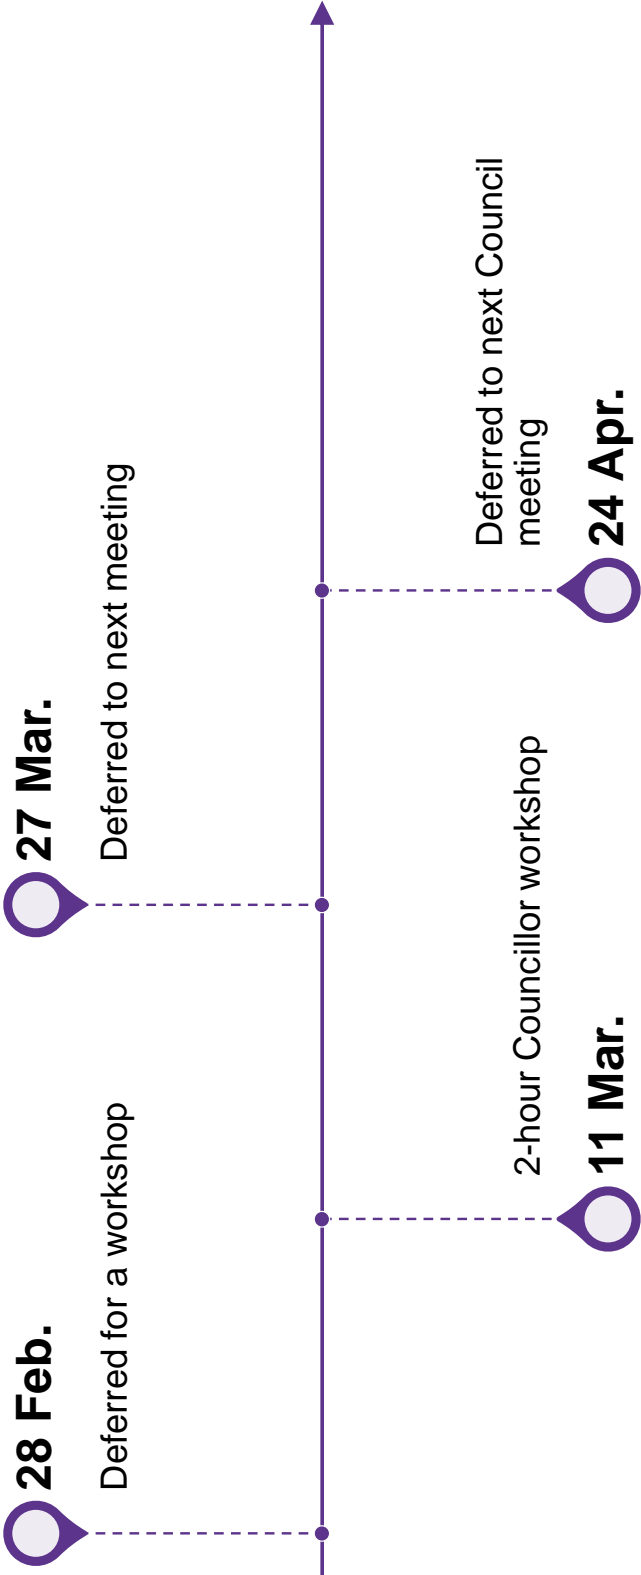 28 Feb.
Deferred for a workshop
11 Mar.
2-hour Councillor workshop
27 Mar.
Deferred to next meeting
24 Apr.
Deferred to next Council
meeting